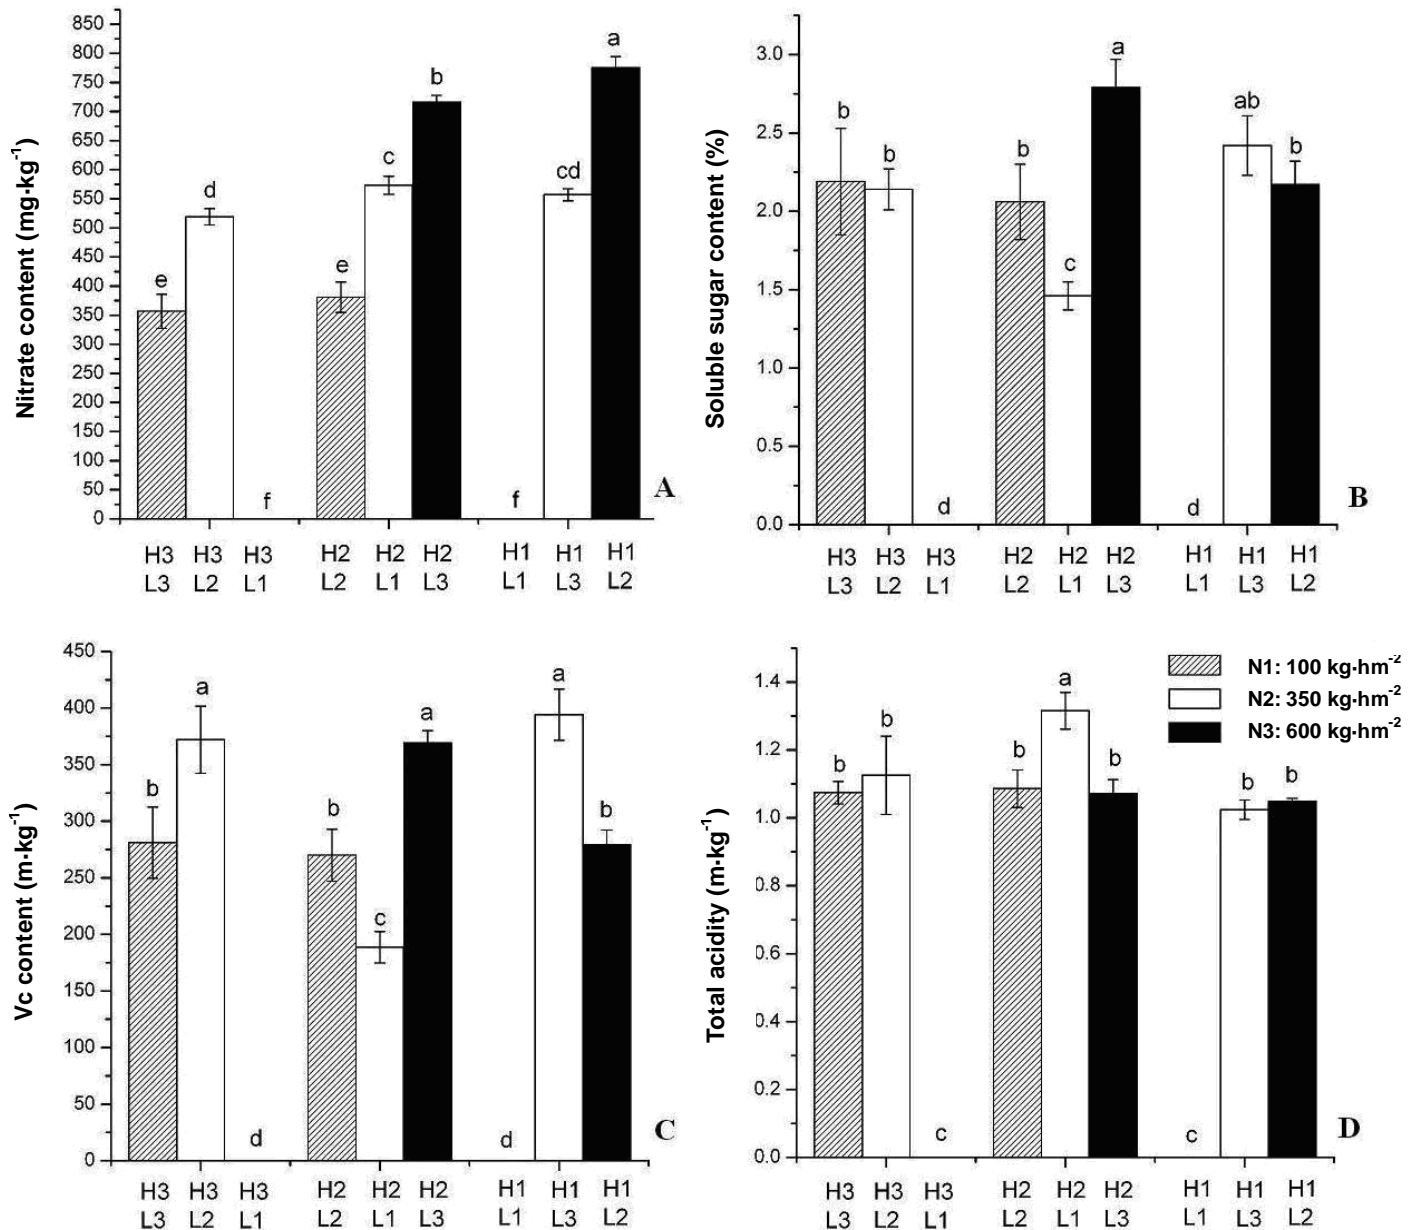 Nitrate content (mg·kg⁻¹)
850
800
750
700
650
600
550
500
450
400
350
300
250
200
150
100
50
0
e
d
f
e
c
b
f
cd
a
A
H3 H3 H3 H2 H2 H2 H1 H1 H1
L3 L2 L1 L2 L1 L3 L1 L3 L2
Soluble sugar content (%)
3.0
2.5
2.0
1.5
1.0
0.5
0.0
b
b
d
b
c
a
d
ab
b
B
H3 H3 H3 H2 H2 H2 H1 H1 H1
L3 L2 L1 L2 L1 L3 L1 L3 L2
Vc content (m·kg⁻¹)
450
400
350
300
250
200
150
100
50
0
b
a
d
b
c
a
d
a
b
C
H3 H3 H3 H2 H2 H2 H1 H1 H1
L3 L2 L1 L2 L1 L3 L1 L3 L2
Total acidity (m·kg⁻¹)
1.4
1.2
1.0
0.8
0.6
0.4
0.2
0.0
b
b
c
b
a
b
c
b
b
N1: 100 kg·hm⁻²
N2: 350 kg·hm⁻²
N3: 600 kg·hm⁻²
D
H3 H3 H3 H2 H2 H2 H1 H1 H1
L3 L2 L1 L2 L1 L3 L1 L3 L2